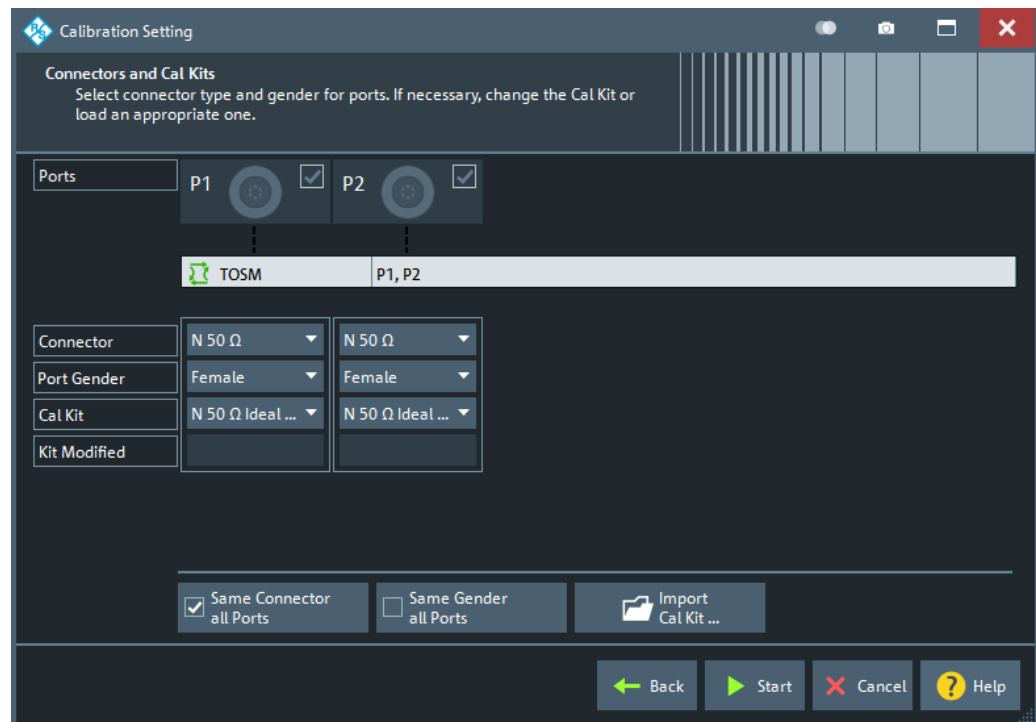 Calibration Setting
Connectors and Cal Kits
Select connector type and gender for ports. If necessary, change the Cal Kit or
load an appropriate one.
Ports
P1
P2
TOSM
P1, P2
Connector
N 50 Ω
N 50 Ω
Port Gender
Female
Female
Cal Kit
N 50 Ω Ideal ...
N 50 Ω Ideal ...
Kit Modified
Same Connector
all Ports
Same Gender
all Ports
Import
Cal Kit ...
Back
Start
Cancel
? Help